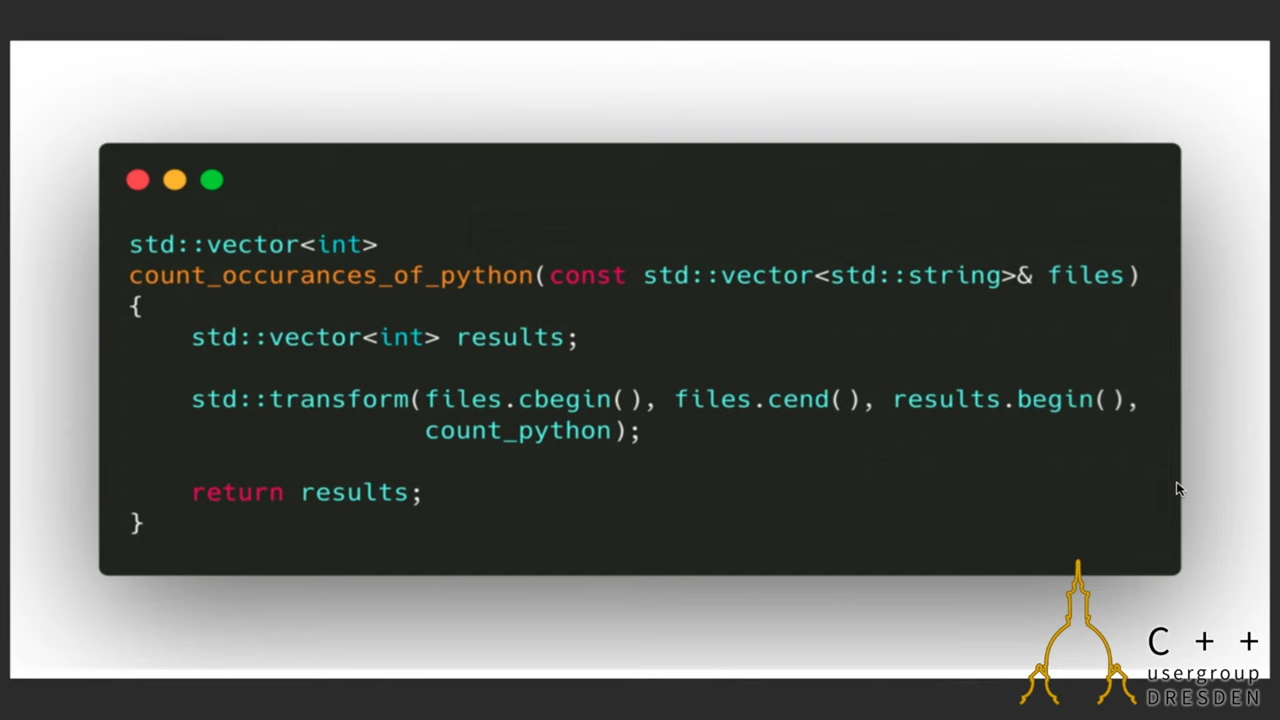 std::vector<int>
count_occurances_of_python(const std::vector<std::string>& files)
{
    std::vector<int> results;
    std::transform(files.cbegin(), files.cend(), results.begin(),
                   count_python);
    return results;
}
C + +
usergroup
DRESDEN